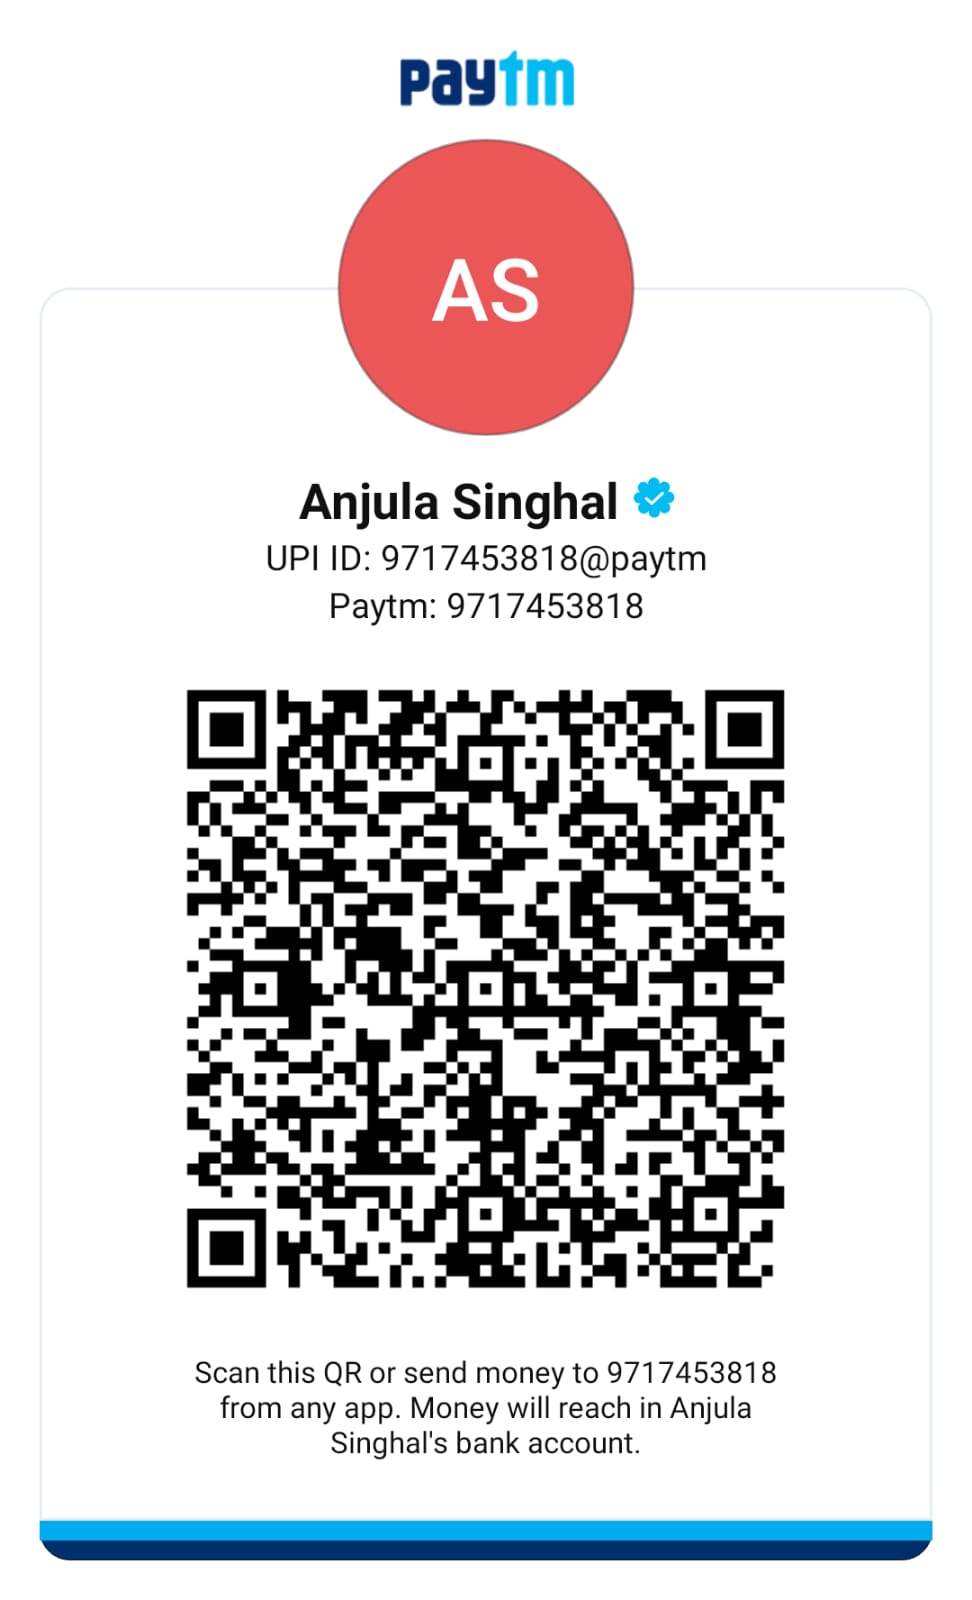 paytm
AS
Anjula Singhal
UPI ID: 9717453818@paytm
Paytm: 9717453818
Scan this QR or send money to 9717453818
from any app. Money will reach in Anjula
Singhal's bank account.